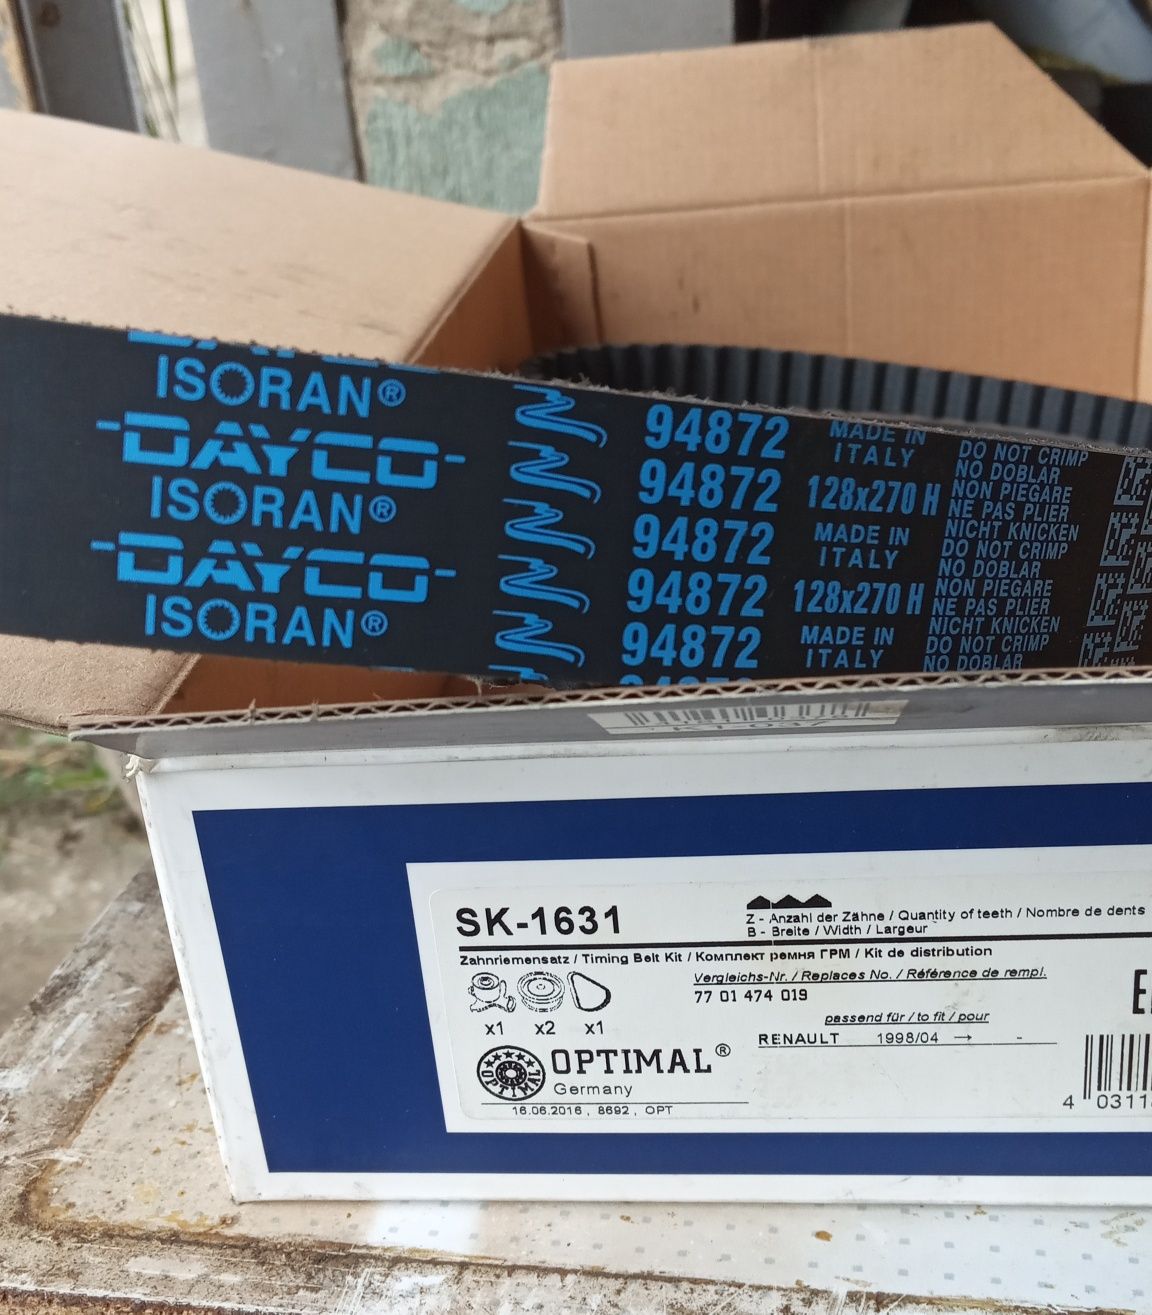 ISORAN®
DAYCO
ISORAN®
DAYCO
ISORAN®
94872
94872
94872
94872
94872
MADE IN
ITALY
128x270 H
MADE IN
ITALY
128x270 H
MADE IN
ITALY
DO NOT CRIMP
NO DOBLAR
NON PIEGARE
NE PAS PLIER
NICHT KNICKEN
DO NOT CRIMP
NO DOBLAR
NON PIEGARE
NE PAS PLIER
NICHT KNICKEN
DO NOT CRIMP
NO DOBLAR
SK-1631
Z - Anzahl der Zähne / Quantity of teeth / Nombre de dents
B - Breite / Width / Largeur
Zahnriemensatz / Timing Belt Kit / Комплект ремня ГРМ / Kit de distribution
Vergleichs-Nr. / Replaces No. / Référence de rempl.
77 01 474 019
x1 x2 x1
passend für / to fit / pour
RENAULT 1998/04 → -
OPTIMAL®
OPTIMAL
Germany
16.06.2016 , 8692 , OPT
4 0311